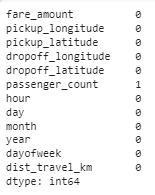 fare_amount 0
pickup_longitude 0
pickup_latitude 0
dropoff_longitude 0
dropoff_latitude 0
passenger_count 1
hour 0
day 0
month 0
year 0
dayofweek 0
dist_travel_km 0
dtype: int64